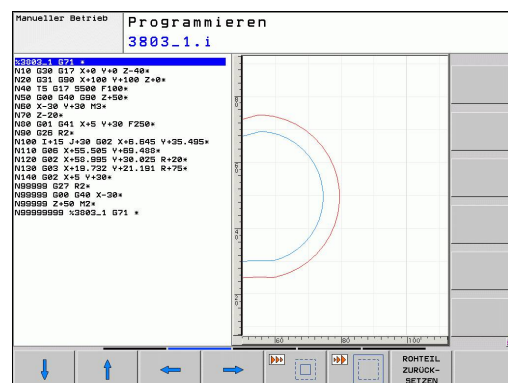 Manueller Betrieb
Programmieren
3803_1.i
%3803_1 G71 *
N10 G30 G17 X+0 Y+0 Z-40*
N20 G31 G90 X+100 Y+100 Z+0*
N40 T5 G17 S500 F100*
N50 G00 G40 G90 Z+50*
N60 X-30 Y+30 M3*
N70 Z-20*
N80 G01 G41 X+5 Y+30 F250*
N90 G26 R2*
N100 I+15 J+30 G02 X+6.645 Y+35.495*
N110 G06 X+55.505 Y+69.488*
N120 G02 X+58.995 Y+30.025 R+20*
N130 G03 X+19.732 Y+21.191 R+75*
N140 G02 X+5 Y+30*
N99999 G27 R2*
N99999 G00 G40 X-30*
N99999 Z+50 M2*
N99999999 %3803_1 G71 *
60
80
100
ROHTEIL
ZURÜCK-
SETZEN